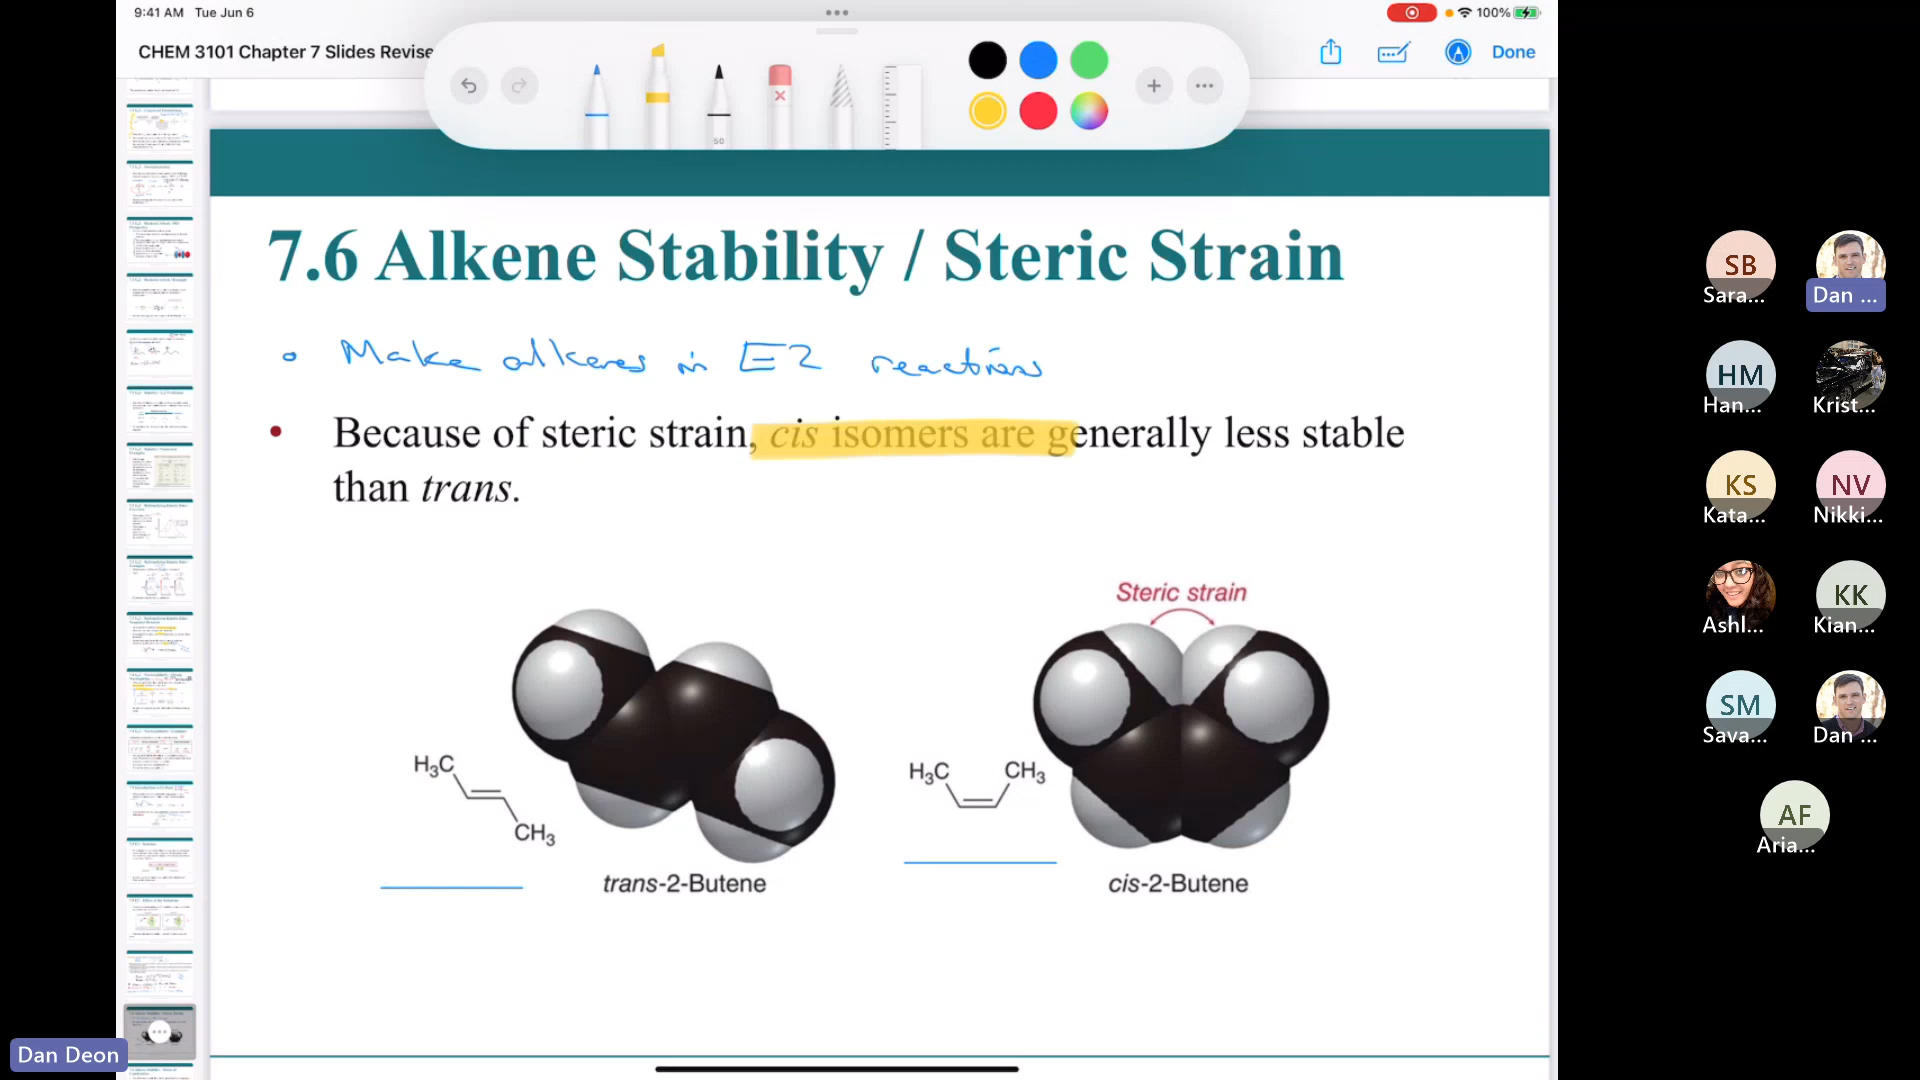 9:41 AM Tue Jun 6
100%
CHEM 3101 Chapter 7 Slides Revise
50
Done
7.6 Alkene Stability / Steric Strain
• Make alkenes in E2 reactions
• Because of steric strain, cis isomers are generally less stable
than trans.
Steric strain
H₃C
CH₃
trans-2-Butene
H₃C
CH₃
cis-2-Butene
SB
Sara...
Dan ...
HM
Han...
Krist...
KS
Kata...
NV
Nikki...
Ashl...
KK
Kian...
SM
Sava...
Dan ...
AF
Aria...
Dan Deon